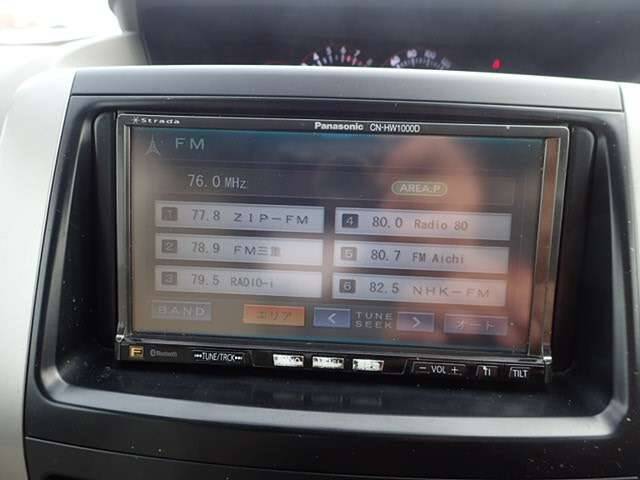 Strada Panasonic CN-HW1000D
FM
76.0 MHz AREA.P
1 77.8 ZIP-FM
2 78.9 FM三重
3 79.5 RADIO-i
4 80.0 Radio 80
5 80.7 FM Aichi
6 82.5 NHK-FM
BAND エリア < TUNE SEEK > オート
Bluetooth TUNE/TRCK − VOL + TILT